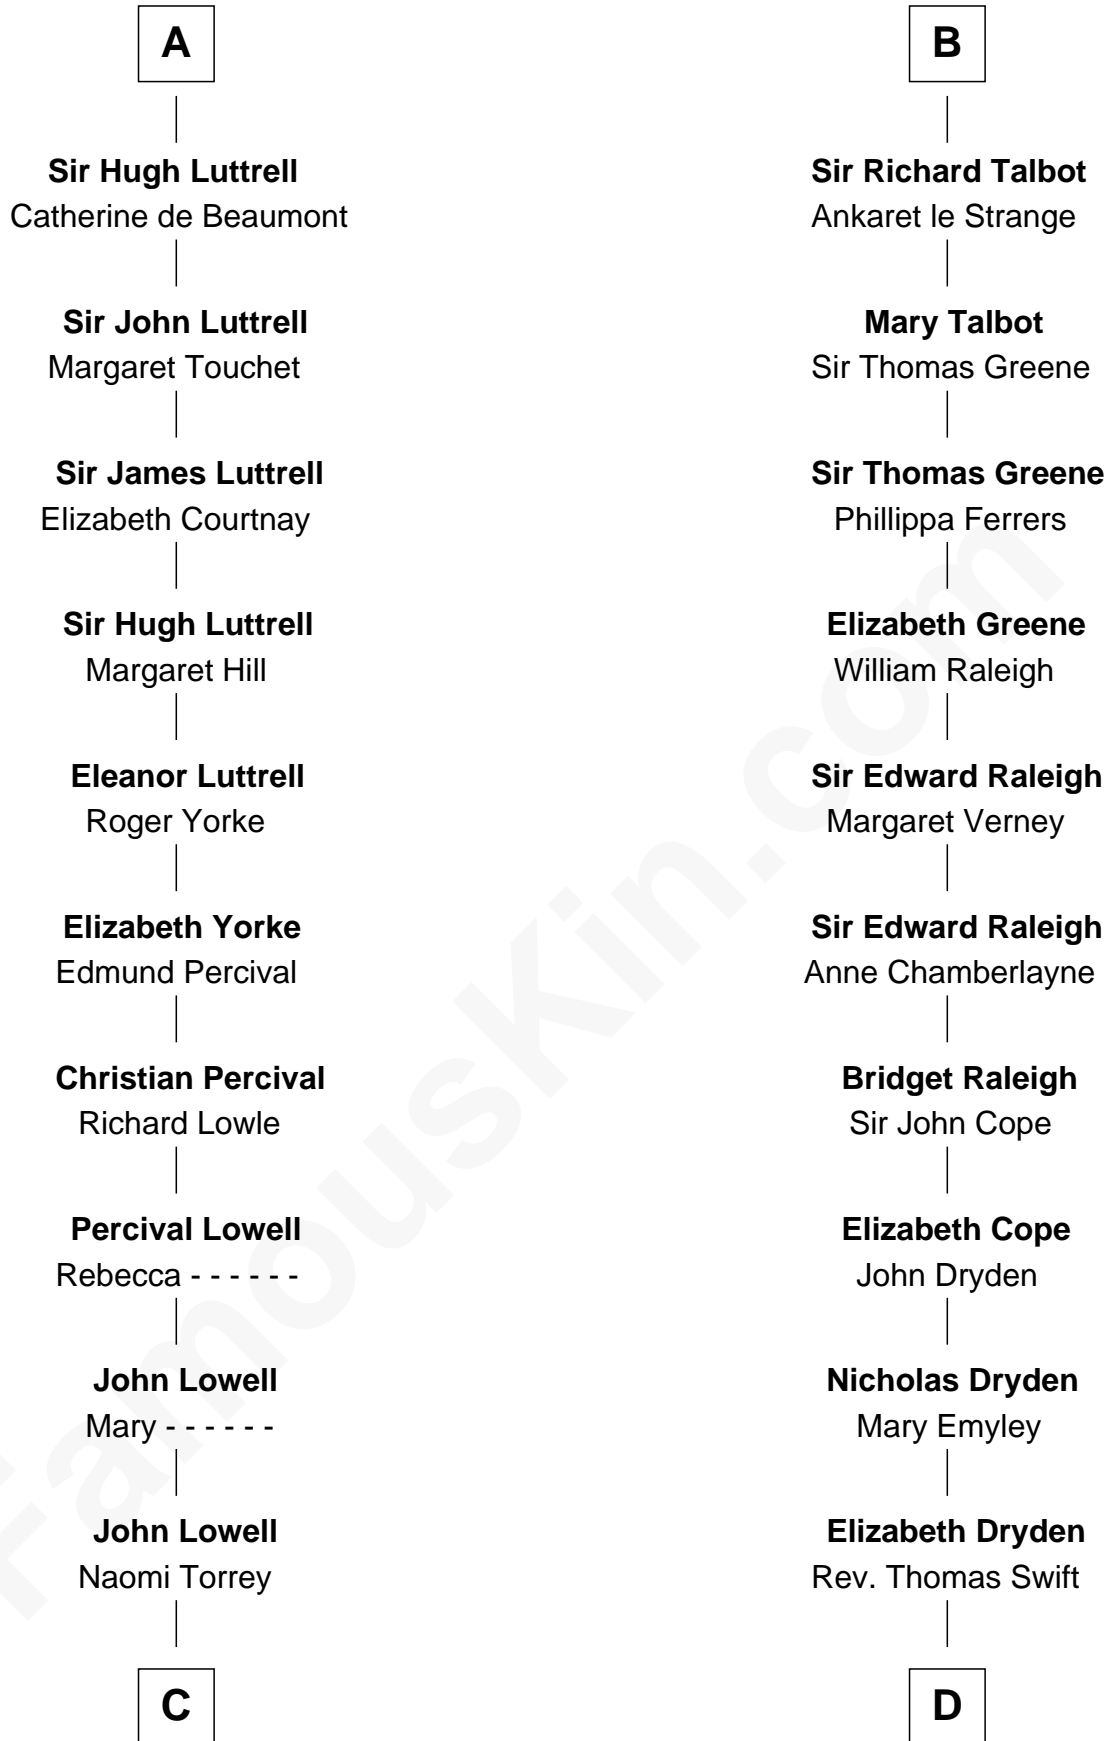 A
Sir Hugh Luttrell
Catherine de Beaumont
Sir John Luttrell
Margaret Touchet
Sir James Luttrell
Elizabeth Courtnay
Sir Hugh Luttrell
Margaret Hill
Eleanor Luttrell
Roger Yorke
Elizabeth Yorke
Edmund Percival
Christian Percival
Richard Lowle
Percival Lowell
Rebecca - - - - - -
John Lowell
Mary - - - - - -
John Lowell
Naomi Torrey
C
B
Sir Richard Talbot
Ankaret le Strange
Mary Talbot
Sir Thomas Greene
Sir Thomas Greene
Phillippa Ferrers
Elizabeth Greene
William Raleigh
Sir Edward Raleigh
Margaret Verney
Sir Edward Raleigh
Anne Chamberlayne
Bridget Raleigh
Sir John Cope
Elizabeth Cope
John Dryden
Nicholas Dryden
Mary Emyley
Elizabeth Dryden
Rev. Thomas Swift
D
FamousKin.com